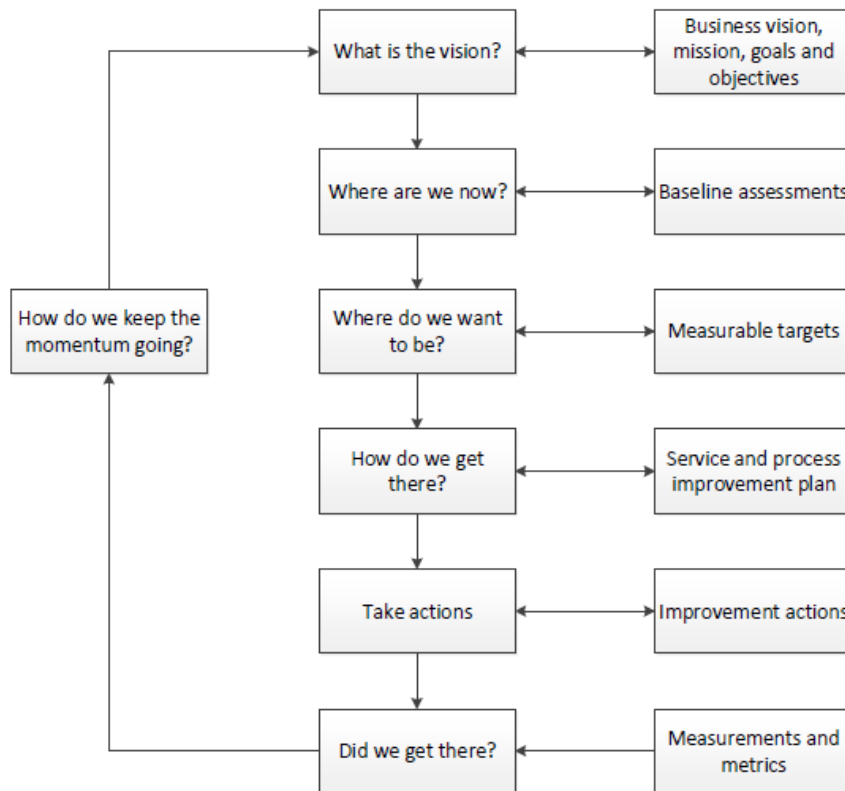 What is the vision?
Business vision,
mission, goals and
objectives
Where are we now?
Baseline assessments
How do we keep the
momentum going?
Where do we want
to be?
Measurable targets
How do we get
there?
Service and process
improvement plan
Take actions
Improvement actions
Did we get there?
Measurements and
metrics